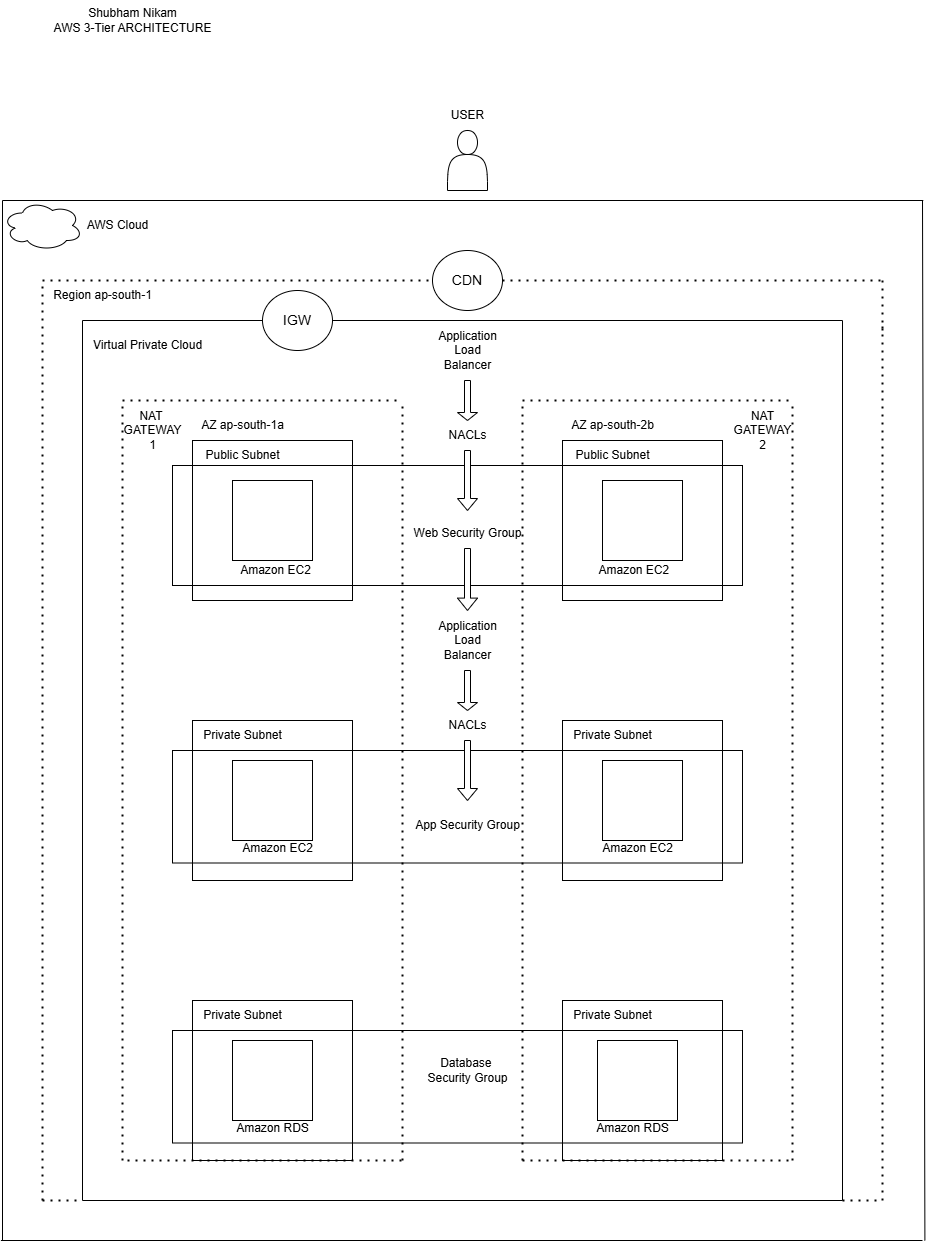 Shubham Nikam
AWS 3-Tier ARCHITECTURE
USER
AWS Cloud
CDN
Region ap-south-1
IGW
Virtual Private Cloud
Application
Load
Balancer
NAT
GATEWAY
1
AZ ap-south-1a
NACLs
AZ ap-south-2b
NAT
GATEWAY
2
Public Subnet
Public Subnet
Web Security Group
Amazon EC2
Amazon EC2
Application
Load
Balancer
NACLs
Private Subnet
Private Subnet
App Security Group
Amazon EC2
Amazon EC2
Private Subnet
Private Subnet
Database
Security Group
Amazon RDS
Amazon RDS